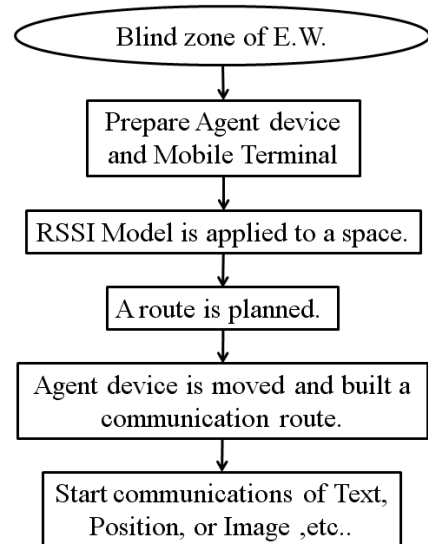 Blind zone of E.W.
Prepare Agent device
and Mobile Terminal
RSSI Model is applied to a space.
A route is planned.
Agent device is moved and built a
communication route.
Start communications of Text,
Position, or Image ,etc..